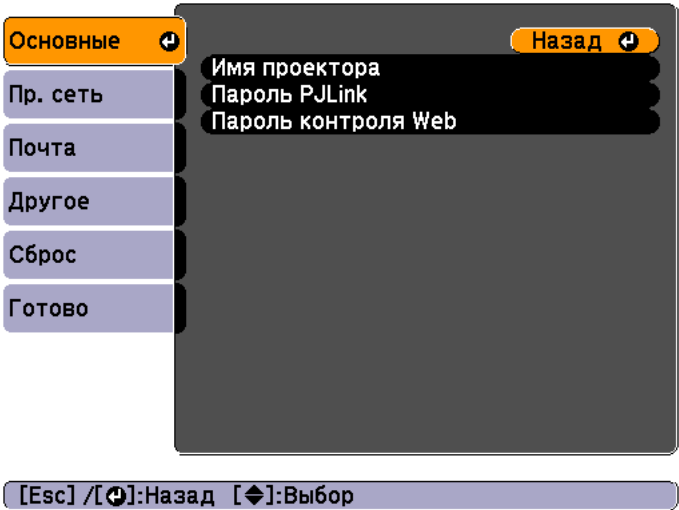 Основные
Назад
Имя проектора
Пароль PJLink
Пароль контроля Web
Пр. сеть
Почта
Другое
Сброс
Готово
[Esc] /[⏎]:Назад [◆]:Выбор